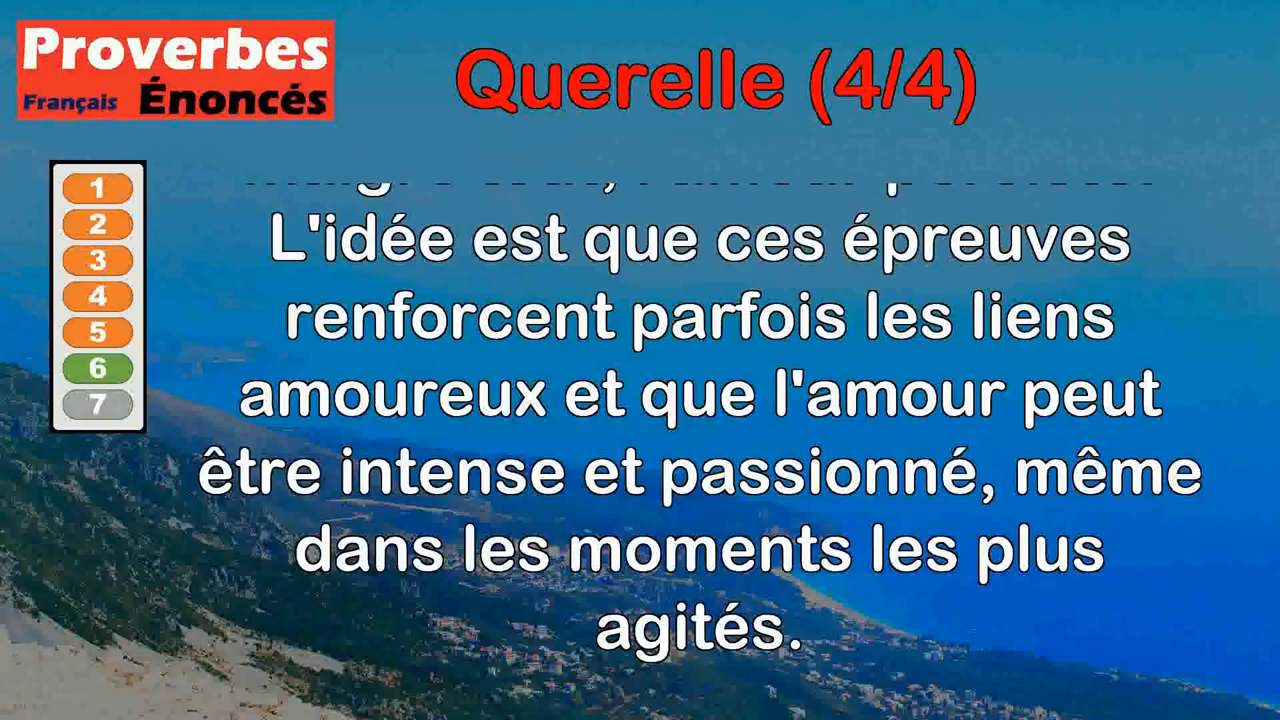 Proverbes
Français Énoncés
Querelle (4/4)
1
2
3
4
5
6
7
L'idée est que ces épreuves
renforcent parfois les liens
amoureux et que l'amour peut
être intense et passionné, même
dans les moments les plus
agités.